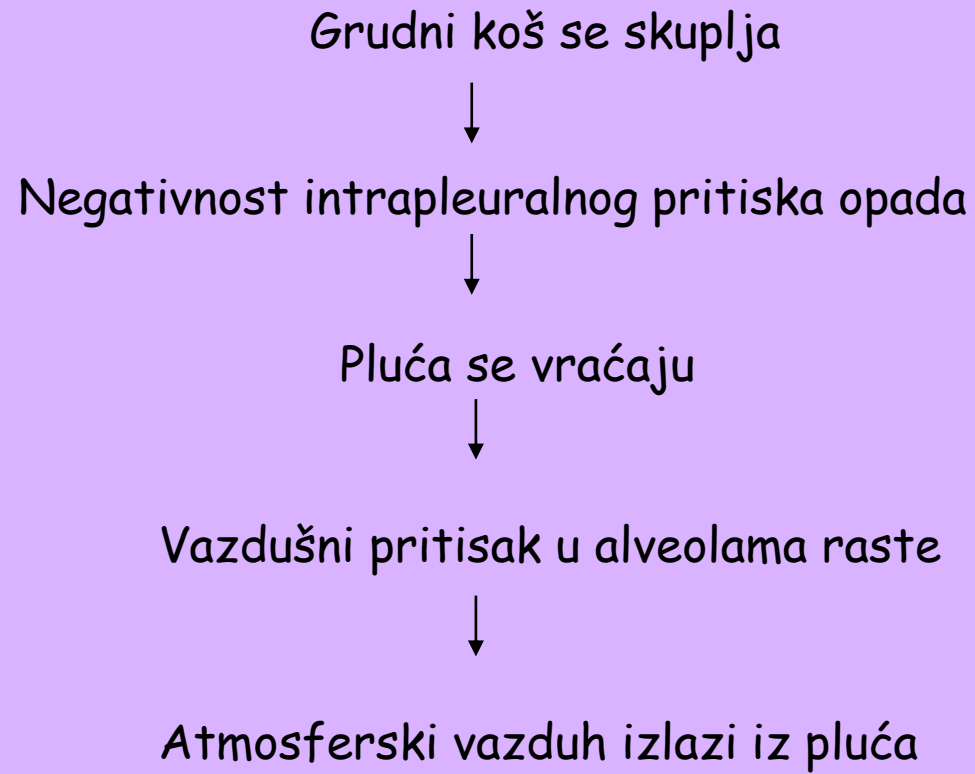 Grudni koš se skuplja
Negativnost intrapleuralnog pritiska opada
Pluća se vraćaju
Vazdušni pritisak u alveolama raste
Atmosferski vazduh izlazi iz pluća